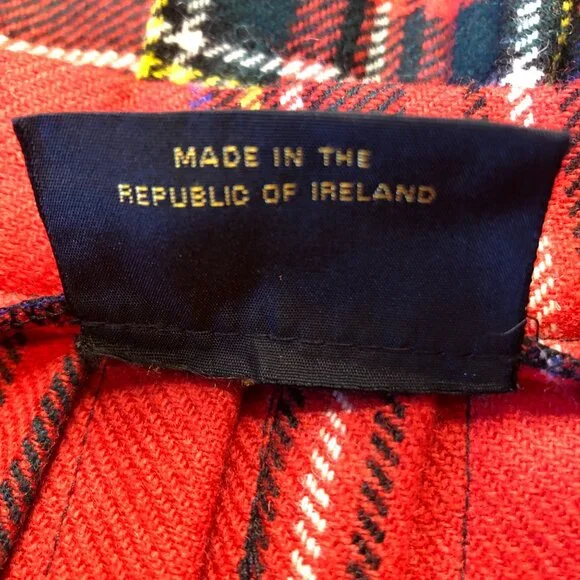 MADE IN THE
REPUBLIC OF IRELAND